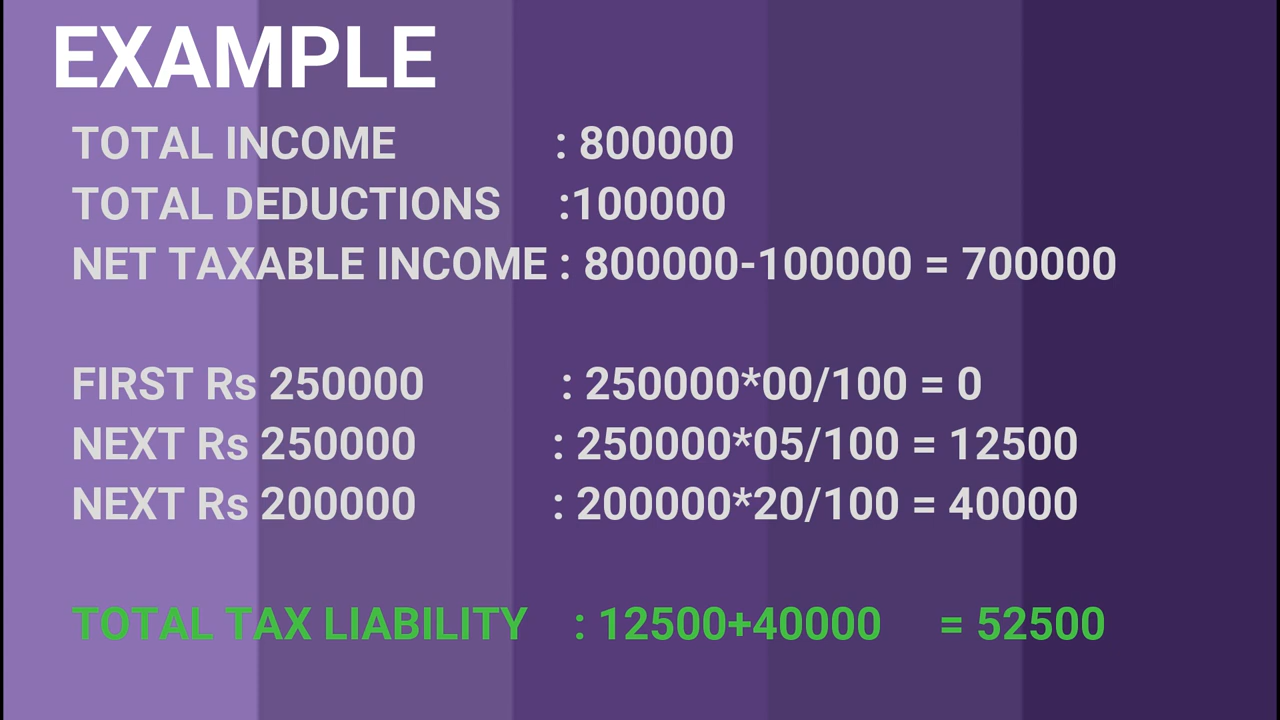 EXAMPLE
TOTAL INCOME : 800000
TOTAL DEDUCTIONS :100000
NET TAXABLE INCOME : 800000-100000 = 700000
FIRST Rs 250000 : 250000*00/100 = 0
NEXT Rs 250000 : 250000*05/100 = 12500
NEXT Rs 200000 : 200000*20/100 = 40000
TOTAL TAX LIABILITY : 12500+40000 = 52500